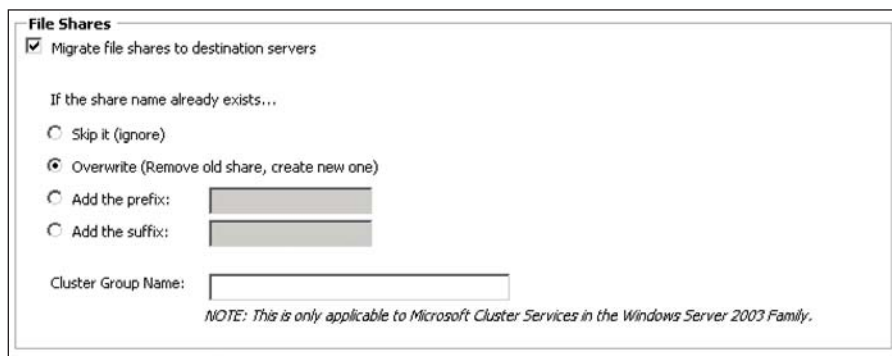 File Shares
Migrate file shares to destination servers
If the share name already exists...
Skip it (ignore)
Overwrite (Remove old share, create new one)
Add the prefix:
Add the suffix:
Cluster Group Name:
NOTE: This is only applicable to Microsoft Cluster Services in the Windows Server 2003 Family.